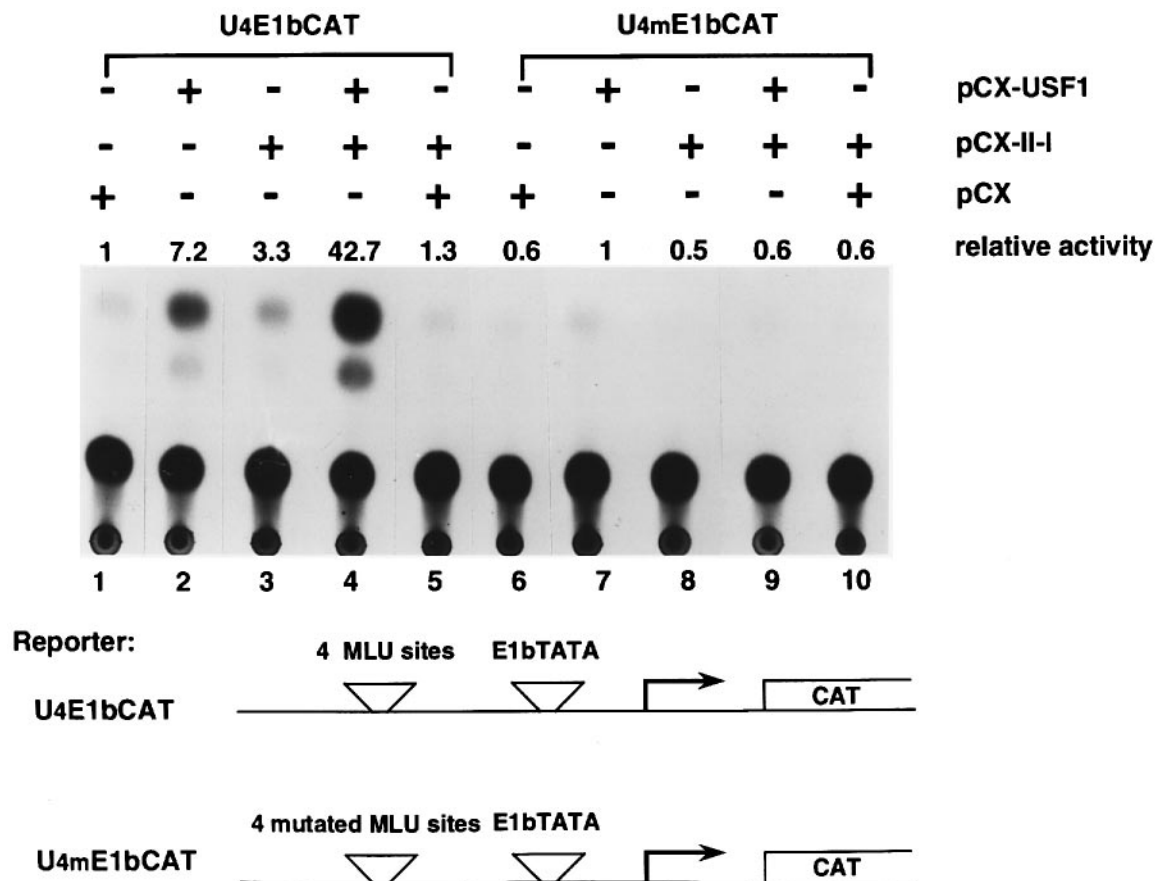 U4E1bCAT U4mE1bCAT
- + - + - - + - + - pCX-USF1
- - + + + - - + + + pCX-II-I
+ - - - + + - - - + pCX
1 7.2 3.3 42.7 1.3 0.6 1 0.5 0.6 0.6 relative activity
1 2 3 4 5 6 7 8 9 10
Reporter:
4 MLU sites E1bTATA
U4E1bCAT CAT
4 mutated MLU sites E1bTATA
U4mE1bCAT CAT